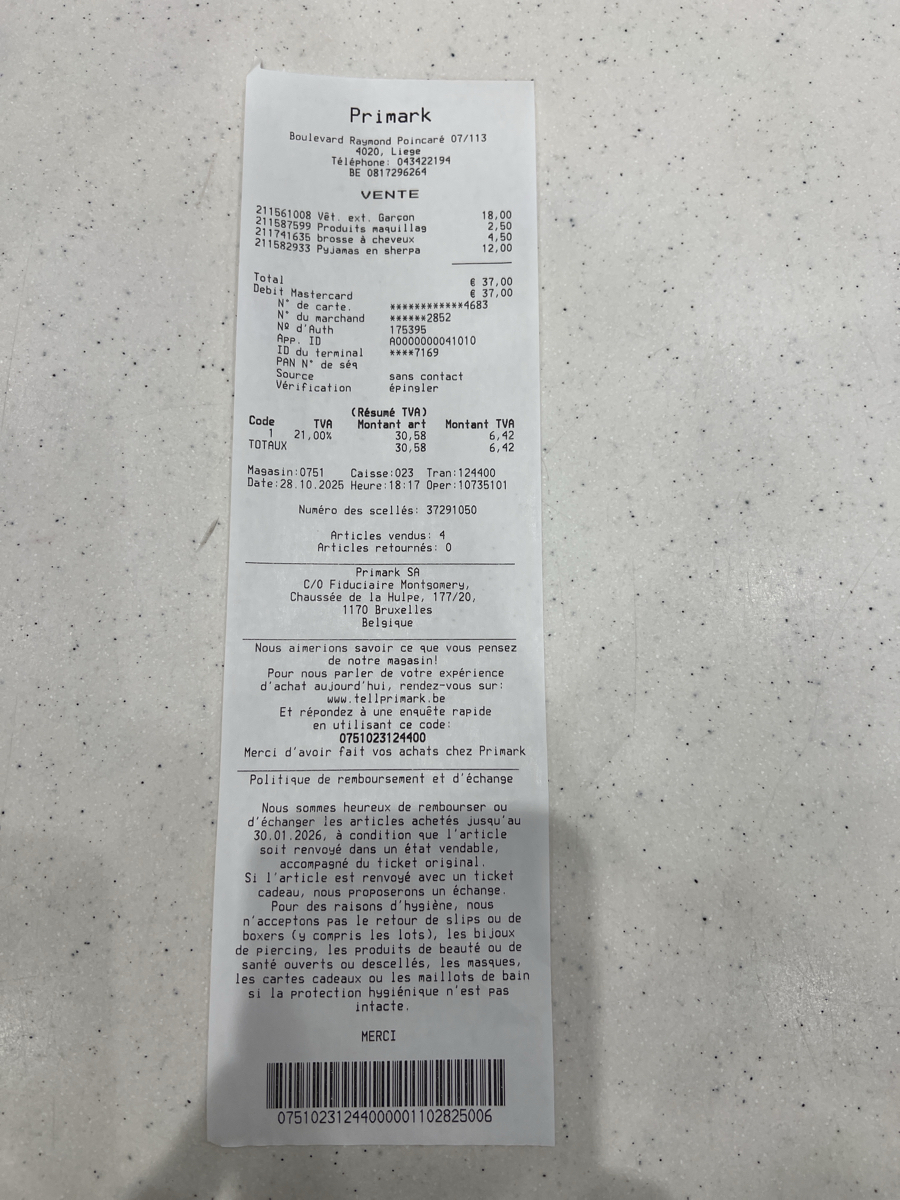 Primark
Boulevard Raymond Poincaré 07/113
4020, Liege
Téléphone: 043422194
BE 0817296264
VENTE
211561008 Vêt. ext. Garçon 18,00
211587599 Produits maquillag 2,50
211741635 brosse à cheveux 4,50
211582933 Pyjamas en sherpa 12,00
Total € 37,00
Debit Mastercard € 37,00
N° de carte. ************4683
N° du marchand ******2852
Nº d'Auth 175395
App. ID A0000000041010
ID du terminal ****7169
PAN N° de séq
Source sans contact
Vérification épingler
(Résumé TVA)
Code TVA Montant art Montant TVA
1 21,00% 30,58 6,42
TOTAUX 30,58 6,42
Magasin:0751 Caisse:023 Tran:124400
Date:28.10.2025 Heure:18:17 Oper:10735101
Numéro des scellés: 37291050
Articles vendus: 4
Articles retournés: 0
Primark SA
C/O Fiduciaire Montgomery,
Chaussée de la Hulpe, 177/20,
1170 Bruxelles
Belgique
Nous aimerions savoir ce que vous pensez
de notre magasin!
Pour nous parler de votre expérience
d'achat aujourd'hui, rendez-vous sur:
www.tellprimark.be
Et répondez à une enquête rapide
en utilisant ce code:
0751023124400
Merci d'avoir fait vos achats chez Primark
Politique de remboursement et d'échange
Nous sommes heureux de rembourser ou
d'échanger les articles achetés jusqu'au
30.01.2026, à condition que l'article
soit renvoyé dans un état vendable,
accompagné du ticket original.
Si l'article est renvoyé avec un ticket
cadeau, nous proposerons un échange.
Pour des raisons d'hygiène, nous
n'acceptons pas le retour de slips ou de
boxers (y compris les lots), les bijoux
de piercing, les produits de beauté ou de
santé ouverts ou descellés, les masques,
les cartes cadeaux ou les maillots de bain
si la protection hygiénique n'est pas
intacte.
MERCI
0751023124400001102825006